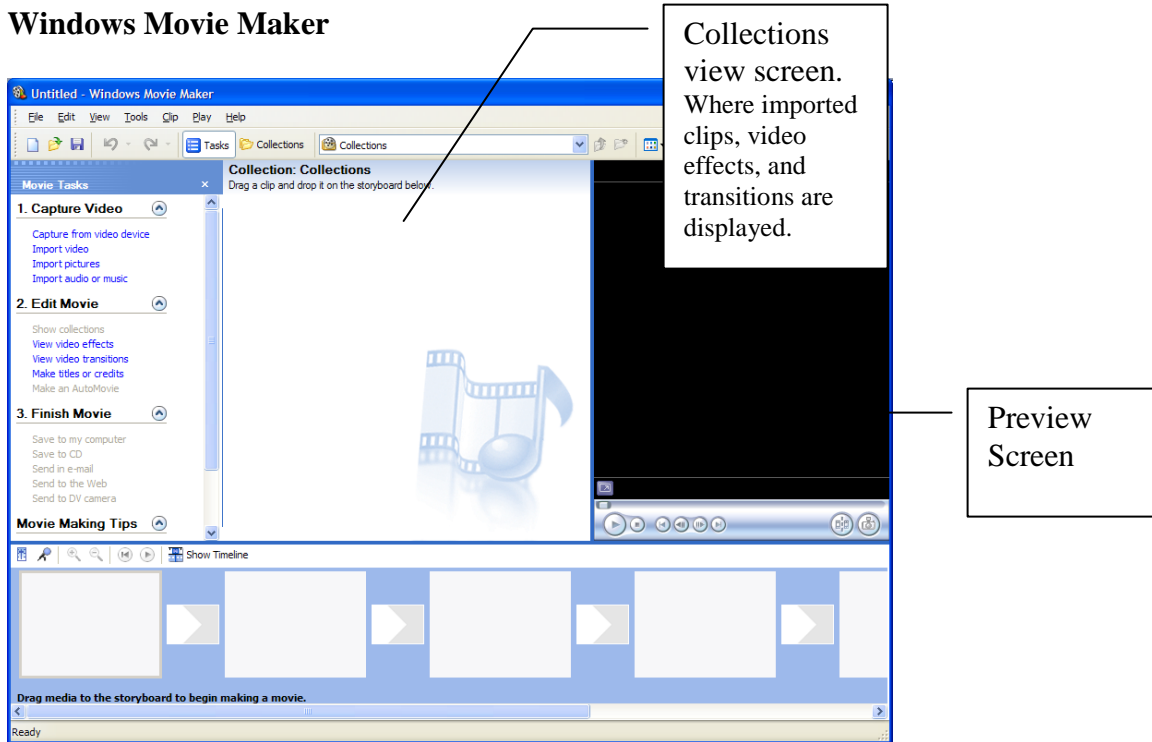 Windows Movie Maker
Collections
view screen.
Where imported
clips, video
effects, and
transitions are
displayed.
Untitled - Windows Movie Maker
File Edit View Tools Clip Play Help
Tasks Collections Collections
Movie Tasks
Collection: Collections
Drag a clip and drop it on the storyboard below.
1. Capture Video
Capture from video device
Import video
Import pictures
Import audio or music
2. Edit Movie
Show collections
View video effects
View video transitions
Make titles or credits
Make an AutoMovie
3. Finish Movie
Save to my computer
Save to CD
Send in e-mail
Send to the Web
Send to DV camera
Movie Making Tips
Preview
Screen
Show Timeline
Drag media to the storyboard to begin making a movie.
Ready